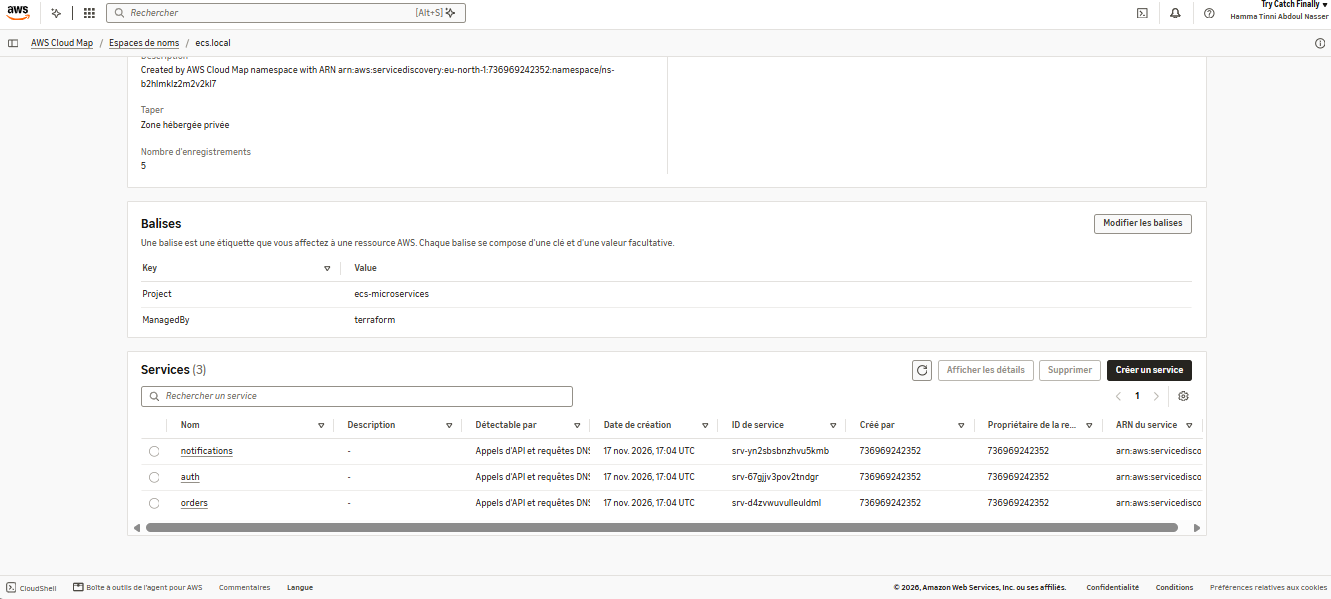 aws
Rechercher
[Alt+S]
Try Catch Finally
Hamma Tinni Abdoul Nasser
AWS Cloud Map / Espaces de noms / ecs.local
Description
Created by AWS Cloud Map namespace with ARN arn:aws:servicediscovery:eu-north-1:736969242352:namespace/ns-
b2hlmklz2m2v2kl7
Taper
Zone hébergée privée
Nombre d'enregistrements
5
Balises
Modifier les balises
Une balise est une étiquette que vous affectez à une ressource AWS. Chaque balise se compose d'une clé et d'une valeur facultative.
Key Value
Project ecs-microservices
ManagedBy terraform
Services (3)
Afficher les détails Supprimer Créer un service
Rechercher un service
1
Nom Description Détectable par Date de création ID de service Créé par Propriétaire de la re... ARN du service
notifications - Appels d'API et requêtes DNS 17 nov. 2026, 17:04 UTC srv-yn2sbsbnzhvu5kmb 736969242352 736969242352 arn:aws:servicedisco
auth - Appels d'API et requêtes DNS 17 nov. 2026, 17:04 UTC srv-67gjjv3pov2tndgr 736969242352 736969242352 arn:aws:servicedisco
orders - Appels d'API et requêtes DNS 17 nov. 2026, 17:04 UTC srv-d4zvwuvulleuldml 736969242352 736969242352 arn:aws:servicedisco
CloudShell Boîte à outils de l'agent pour AWS Commentaires Langue
© 2026, Amazon Web Services, Inc. ou ses affiliés. Confidentialité Conditions Préférences relatives aux cookies